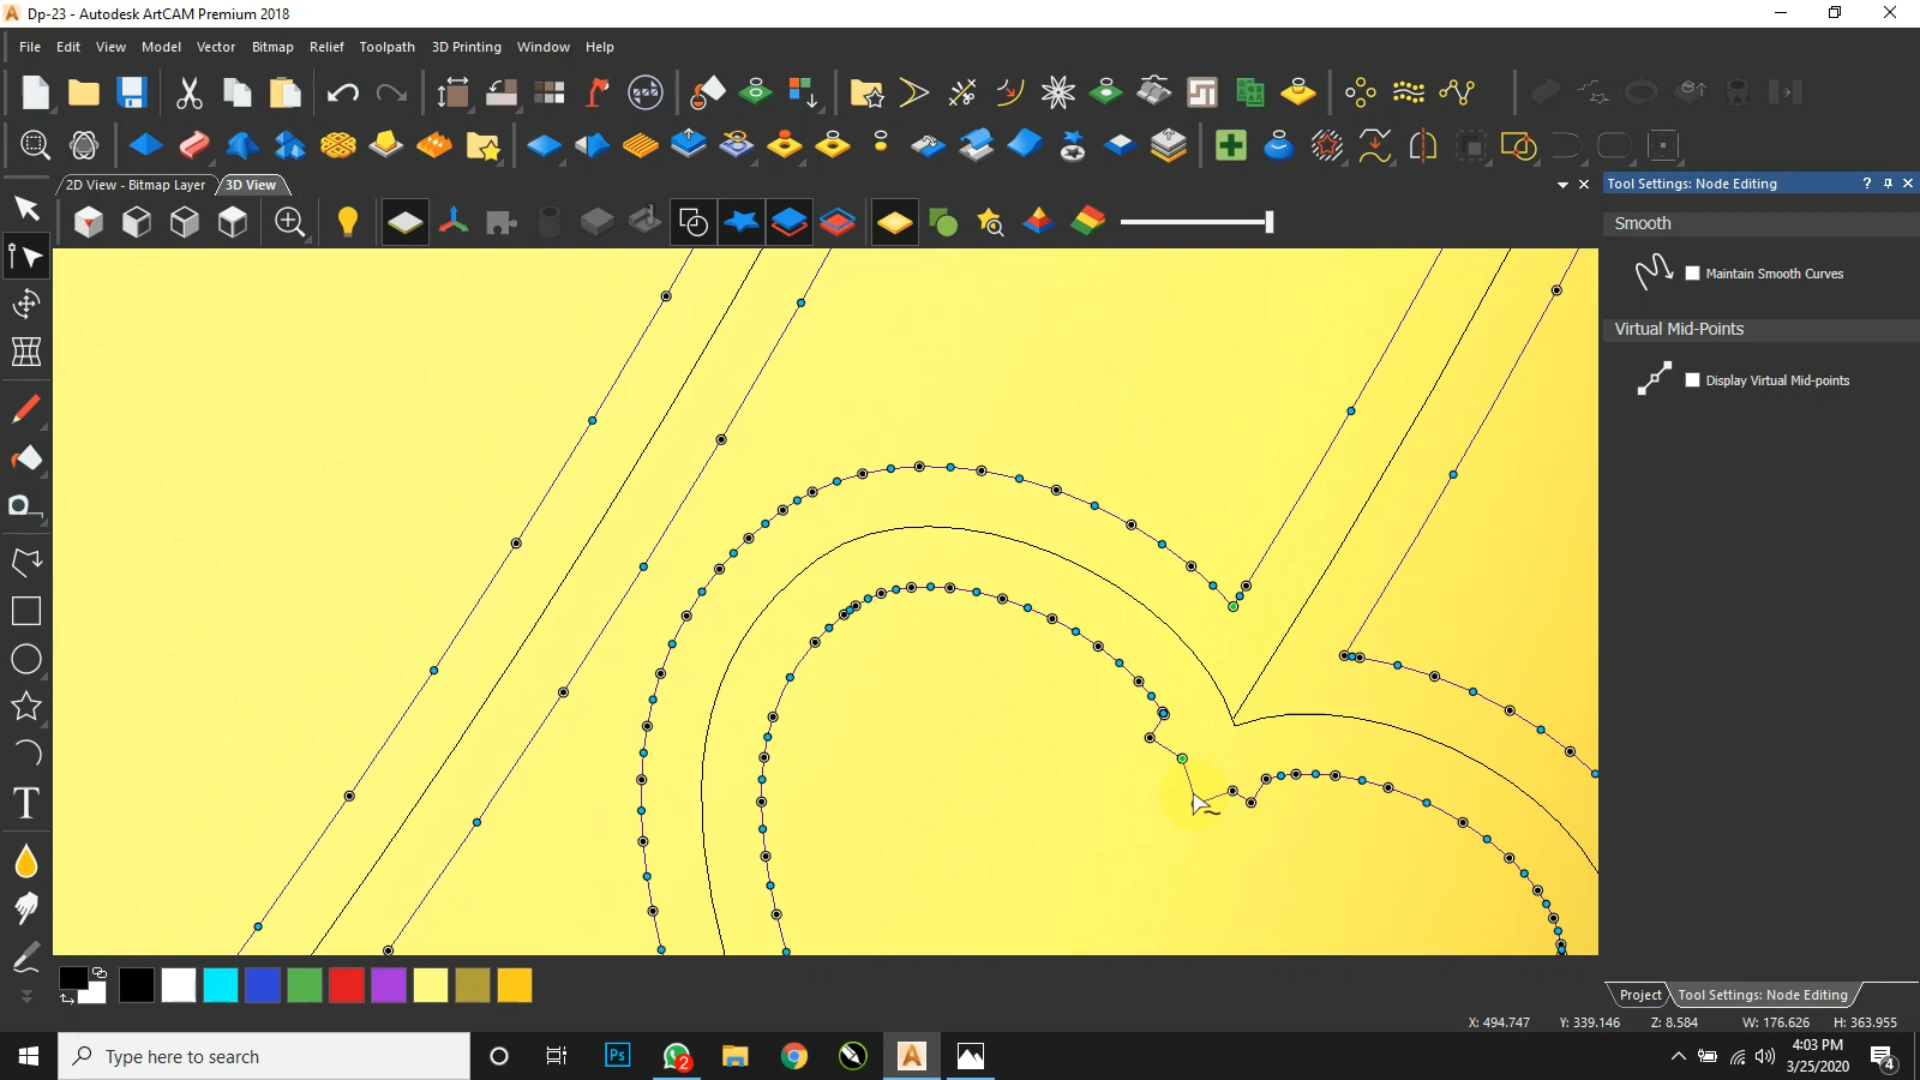 Dp-23 - Autodesk ArtCAM Premium 2018
File Edit View Model Vector Bitmap Relief Toolpath 3D Printing Window Help
2D View - Bitmap Layer 3D View
Tool Settings: Node Editing
Smooth
Maintain Smooth Curves
Virtual Mid-Points
Display Virtual Mid-points
T
Project Tool Settings: Node Editing
X: 494.747 Y: 339.146 Z: 8.584 W: 176.626 H: 363.955
Type here to search
Ps
2
A
4:03 PM
3/25/2020
4